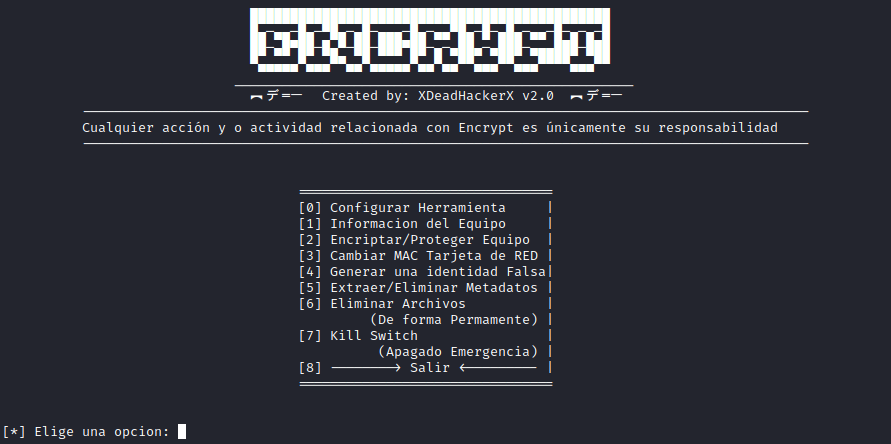 ENCRYPT
︻デ═─ Created by: XDeadHackerX v2.0 ︻デ═─
Cualquier acción y o actividad relacionada con Encrypt es únicamente su responsabilidad
[0] Configurar Herramienta |
[1] Informacion del Equipo |
[2] Encriptar/Proteger Equipo |
[3] Cambiar MAC Tarjeta de RED |
[4] Generar una identidad Falsa|
[5] Extraer/Eliminar Metadatos |
[6] Eliminar Archivos |
(De forma Permamente) |
[7] Kill Switch |
(Apagado Emergencia) |
[8] --------> Salir <--------- |
[*] Elige una opcion: